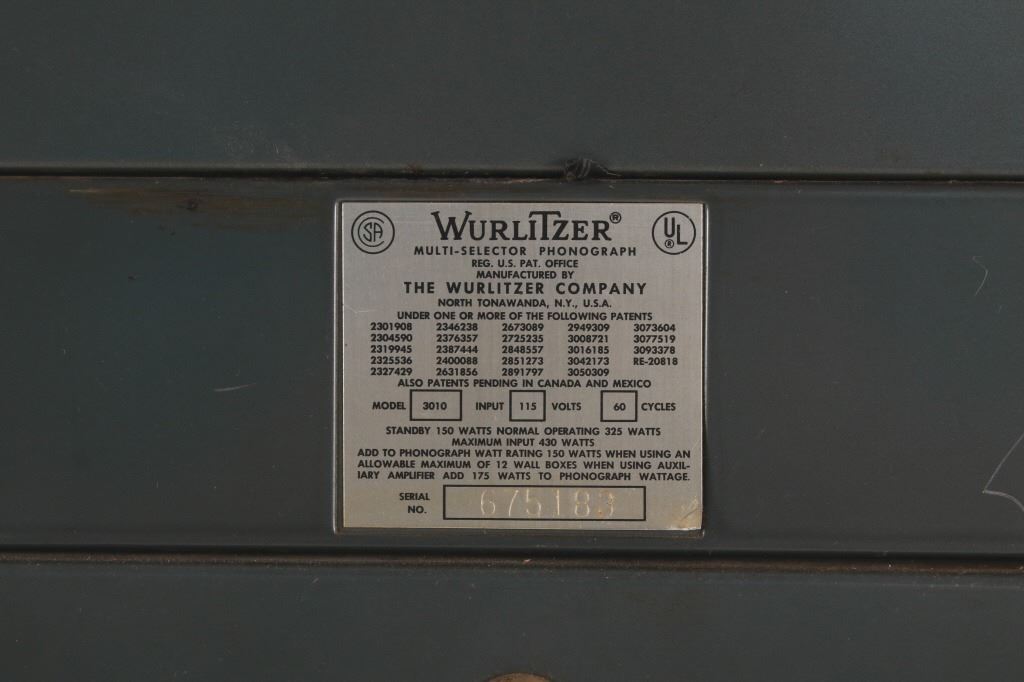 CSA WURLITZER® UL®
MULTI-SELECTOR PHONOGRAPH
REG. U.S. PAT. OFFICE
MANUFACTURED BY
THE WURLITZER COMPANY
NORTH TONAWANDA, N.Y., U.S.A.
UNDER ONE OR MORE OF THE FOLLOWING PATENTS
2301908 2346238 2673089 2949309 3073604
2304590 2376357 2725235 3008721 3077519
2319945 2387444 2848557 3016185 3093378
2325536 2400088 2851273 3042173 RE-20818
2327429 2631856 2891797 3050309
ALSO PATENTS PENDING IN CANADA AND MEXICO
MODEL 3010 INPUT 115 VOLTS 60 CYCLES
STANDBY 150 WATTS NORMAL OPERATING 325 WATTS
MAXIMUM INPUT 430 WATTS
ADD TO PHONOGRAPH WATT RATING 150 WATTS WHEN USING AN
ALLOWABLE MAXIMUM OF 12 WALL BOXES WHEN USING AUXIL-
IARY AMPLIFIER ADD 175 WATTS TO PHONOGRAPH WATTAGE.
SERIAL NO. 675183